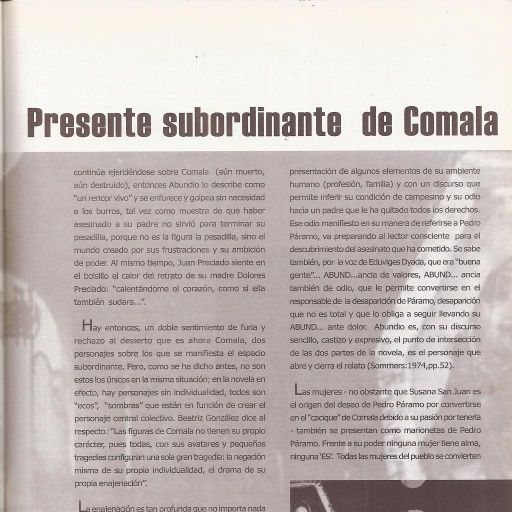 Presente subordinante de Comala
continúa ejerciéndose sobre Comala (aún muerto,
aún destruido), entonces Abundio lo describe como
"un rencor vivo" y se enfurece y golpea sin necesidad
a los burros, tal vez como muestra de que haber
asesinado a su padre no sirvió para terminar su
pesadilla, porque no es la figura la pesadilla, sino el
mundo creado por sus frustraciones y su ambición
de poder. Al mismo tiempo, Juan Preciado siente en
el bolsillo el calor del retrato de su madre Dolores
Preciado: "calentándome el corazón, como si ella
también sudara...".
Hay entonces, un doble sentimiento de furia y
rechazo al desierto que es ahora Comala, dos
personajes sobre los que se manifiesta el espacio
subordinante. Pero, como se ha dicho antes, no son
estos los únicos en la misma situación; en la novela en
efecto, hay personajes sin individualidad, todos son
"ecos", "sombras" que están en función de crear el
personaje central colectivo. Beatriz González dice al
respecto: "Las figuras de Comala no tienen su propio
carácter, pues todas, con sus avatares y pequeñas
tragedias configuran una sola gran tragedia: la negación
misma de su propia individualidad, el drama de su
propia enajenación".
La enajenación es tan profunda que no importa nada
presentación de algunos elementos de su ambiente
humano (profesión, familia) y con un discurso que
permite inferir su condición de campesino y su odio
hacia un padre que le ha quitado todos los derechos.
Ese odio manifiesto en su manera de referirse a Pedro
Páramo, va preparando al lector consciente para el
descubrimiento del asesinato que ha cometido. Se sabe
también, por la voz de Eduviges Dyada, que era "buena
gente"... ABUND...ancia de valores, ABUND... ancia
también de odio, que le permite convertirse en el
responsable de la desaparición de Páramo, desaparición
que no es total y que lo obliga a seguir llevando su
ABUND... ante dolor. Abundio es, con su discurso
sencillo, castizo y expresivo, el punto de intersección
de las dos partes de la novela, es el personaje que
abre y cierra el relato (Sommers:1974,pp.52).
Las mujeres - no obstante que Susana San Juan es
el origen del deseo de Pedro Páramo por convertirse
en el "cacique" de Comala debido a su pasión por tenerla
- también se presentan como marionetas de Pedro
Páramo. Frente a su poder ninguna mujer tiene alma,
ninguna 'ES'. Todas las mujeres del pueblo se convierten